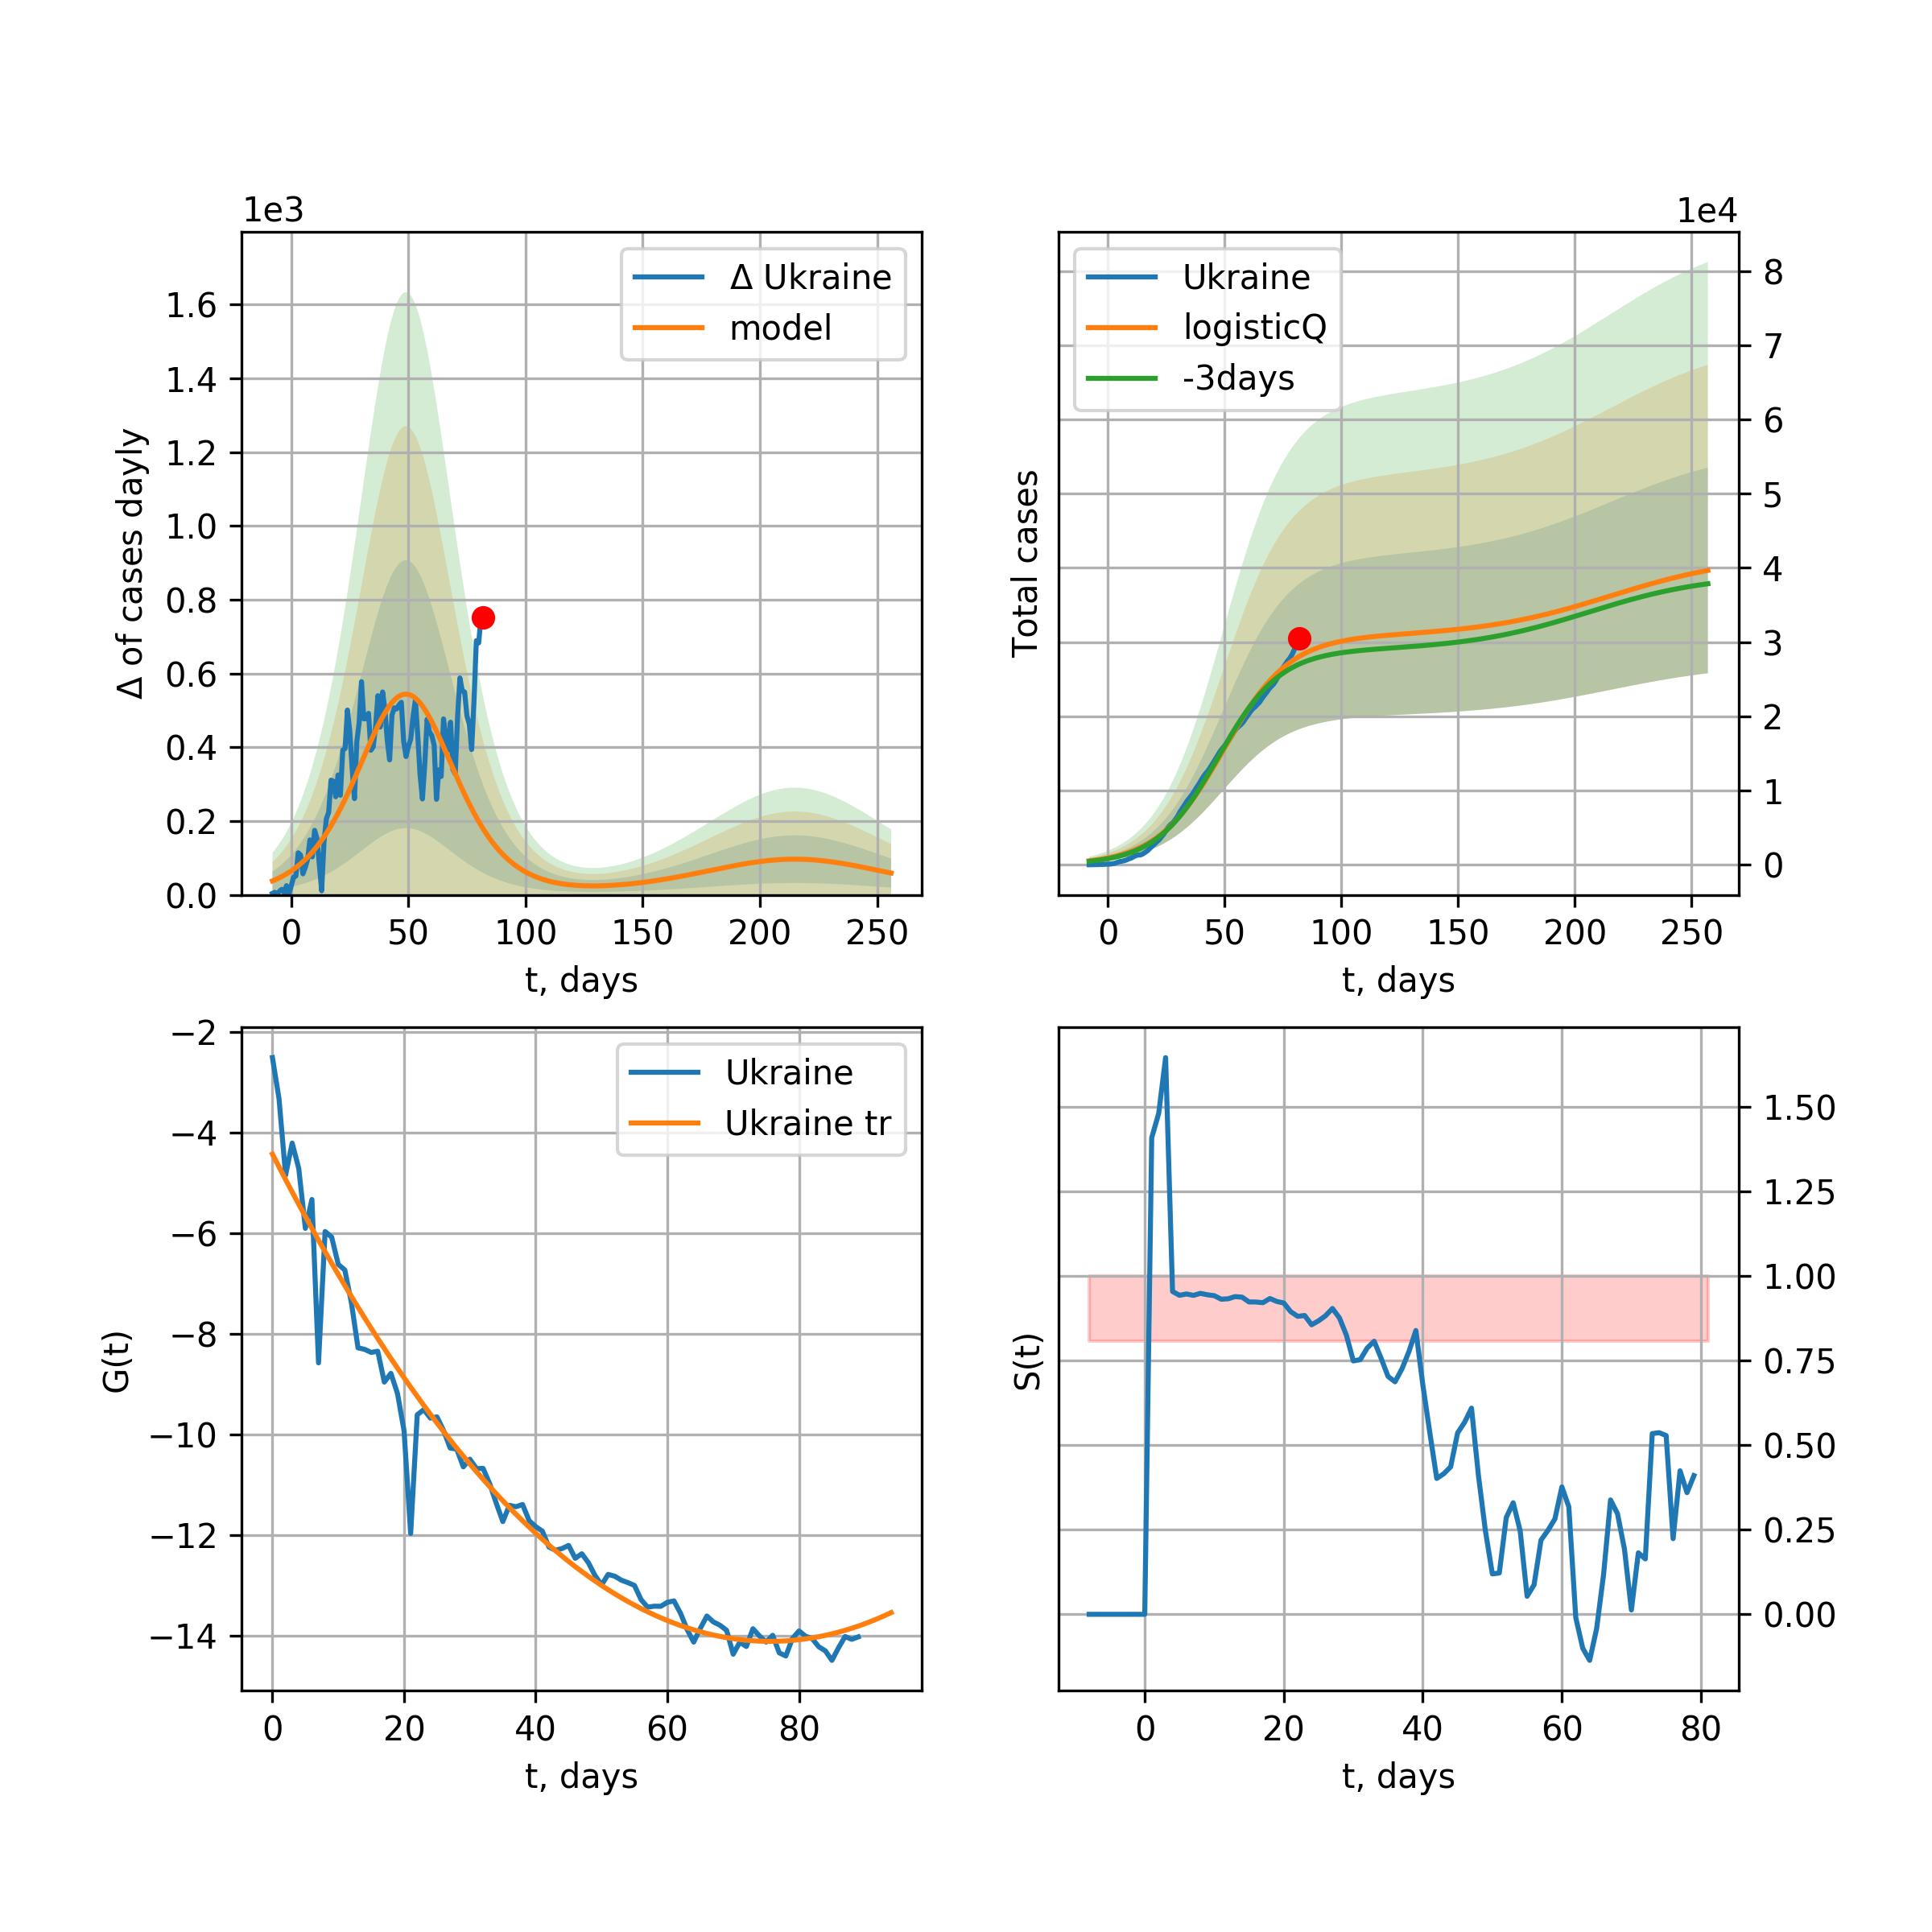 1e3
Δ of cases dayly
1.6
1.4
1.2
1.0
0.8
0.6
0.4
0.2
0.0
Δ Ukraine
model
0 50 100 150 200 250
t, days
1e4
Total cases
Ukraine
logisticQ
-3days
8
7
6
5
4
3
2
1
0
0 50 100 150 200 250
t, days
G(t)
−2
−4
−6
−8
−10
−12
−14
Ukraine
Ukraine tr
0 20 40 60 80
t, days
S(t)
1.50
1.25
1.00
0.75
0.50
0.25
0.00
0 20 40 60 80
t, days